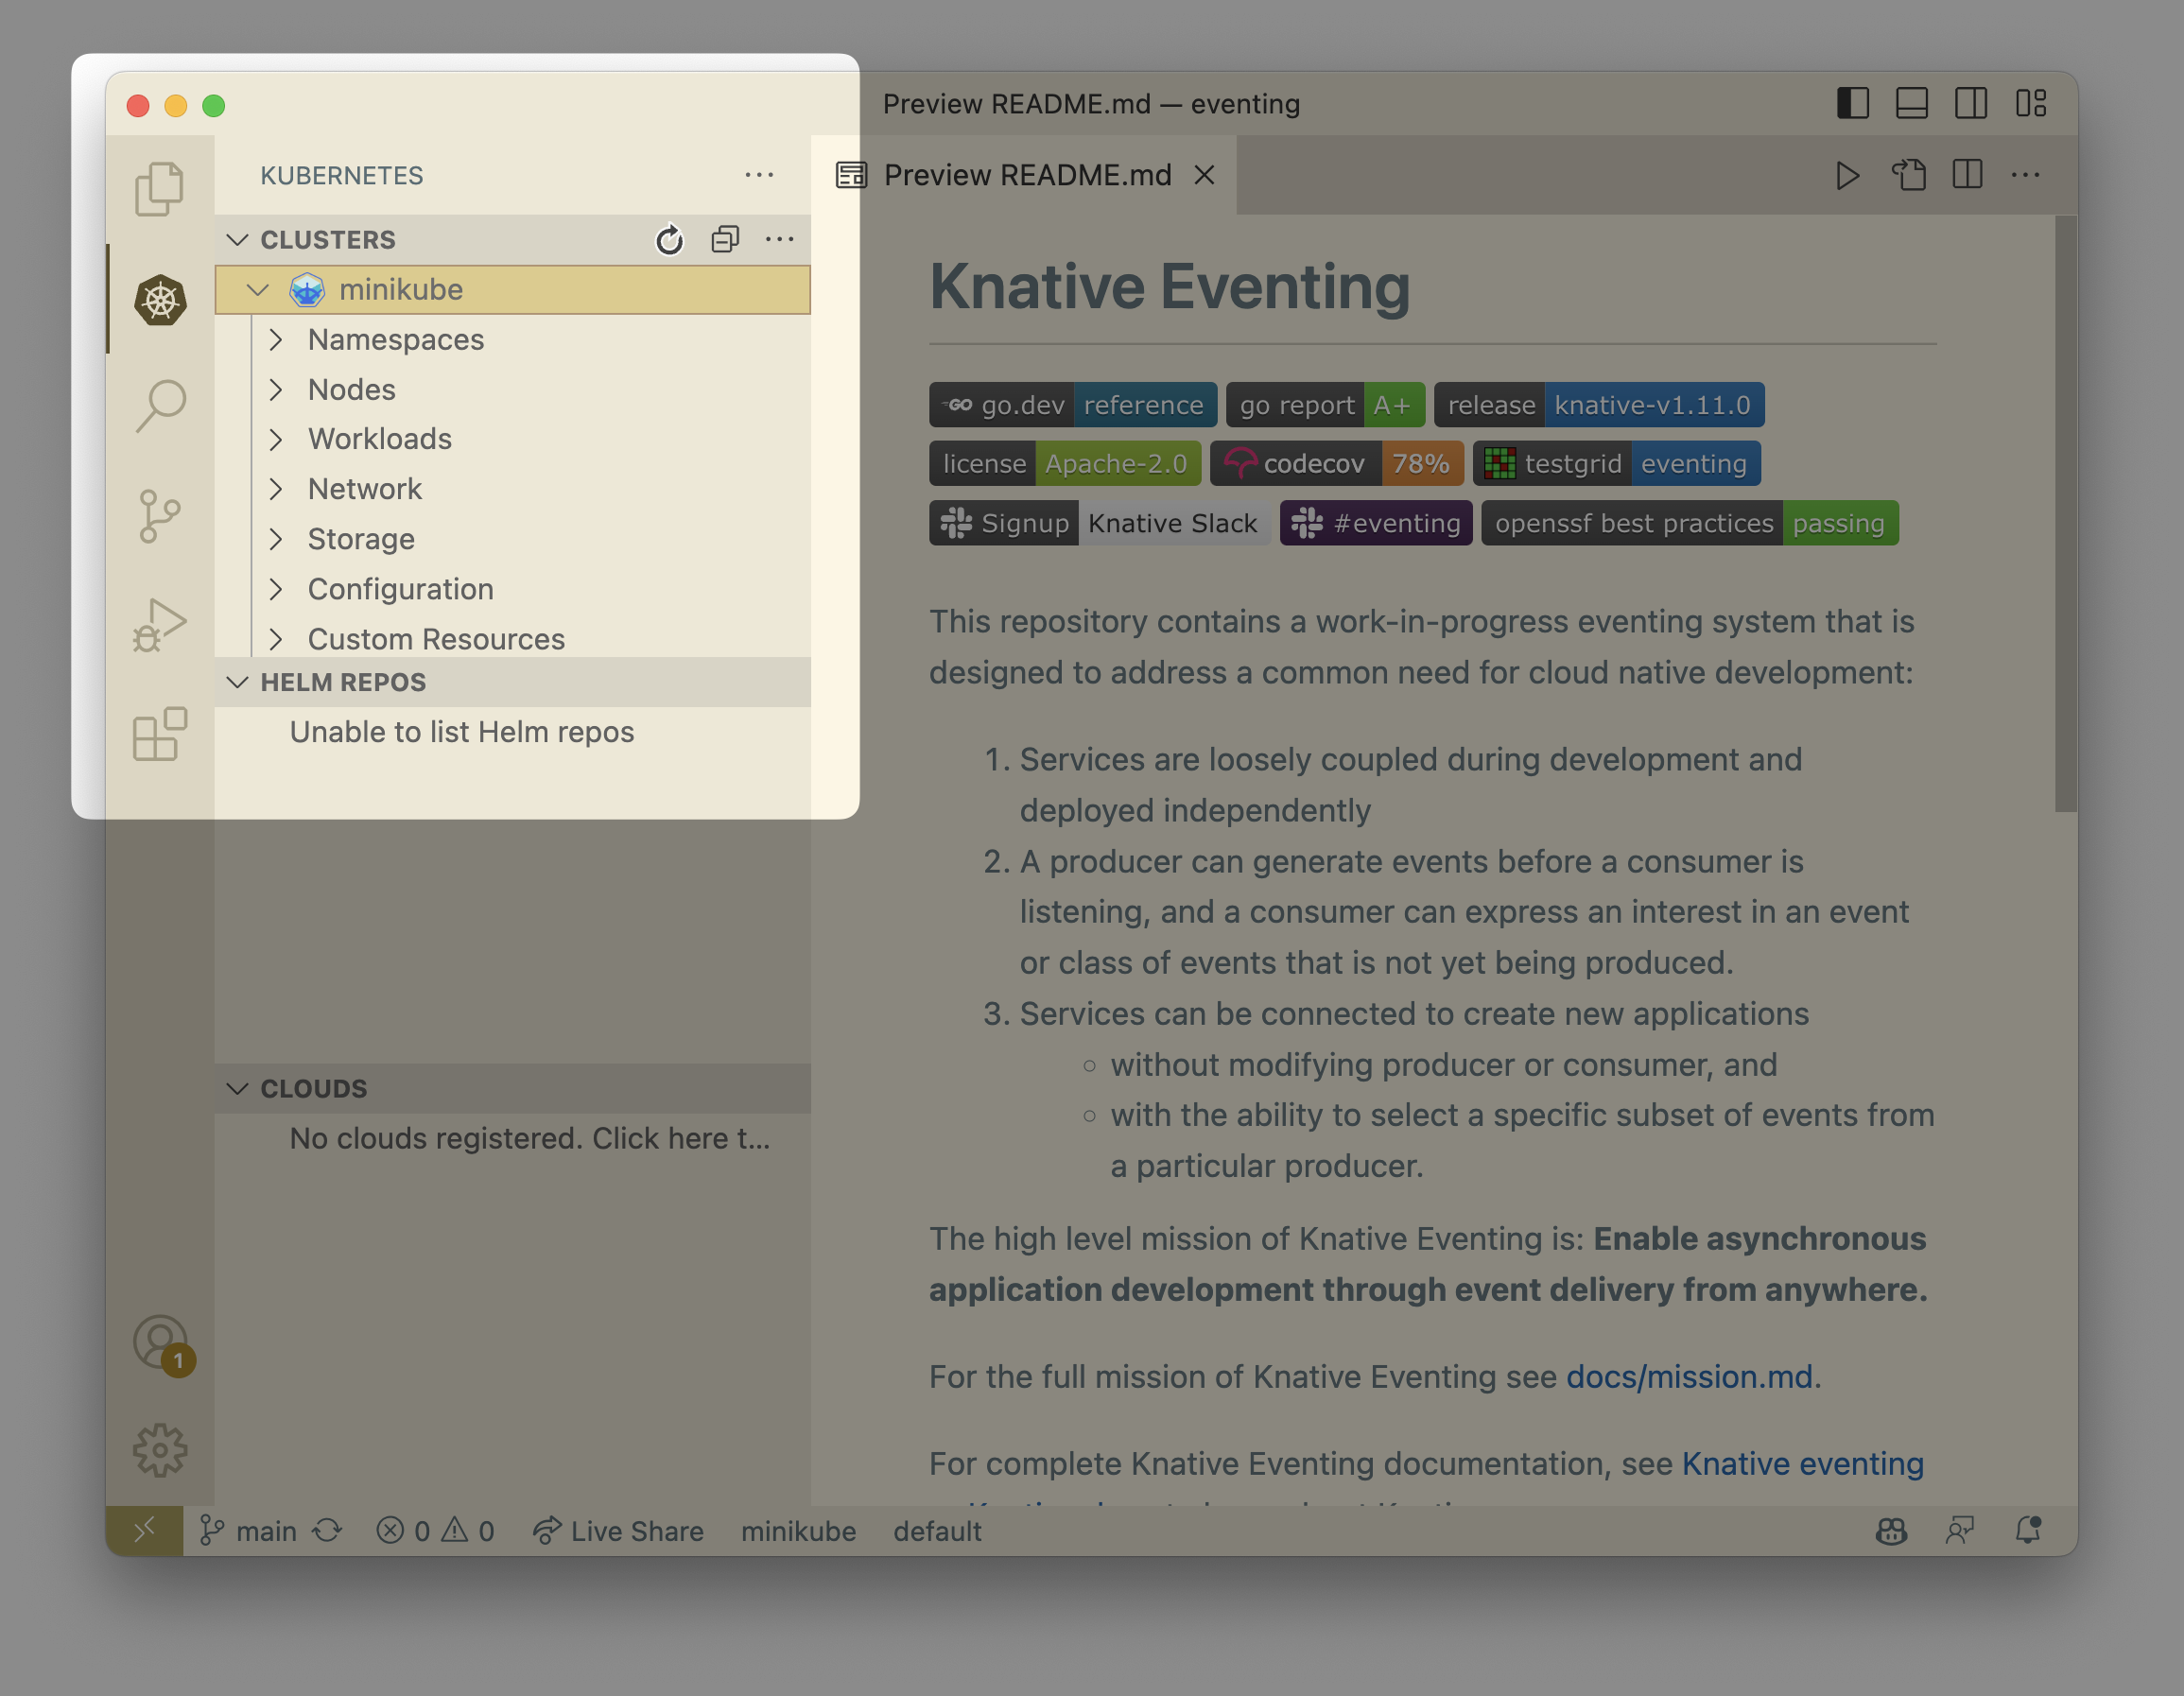 Preview README.md — eventing
KUBERNETES
Preview README.md
CLUSTERS
minikube
Namespaces
Nodes
Workloads
Network
Storage
Configuration
Custom Resources
HELM REPOS
Unable to list Helm repos
CLOUDS
No clouds registered. Click here t...
1
Knative Eventing
GO go.dev reference go report A+ release knative-v1.11.0
license Apache-2.0 codecov 78% testgrid eventing
Signup Knative Slack #eventing openssf best practices passing
This repository contains a work-in-progress eventing system that is
designed to address a common need for cloud native development:
1. Services are loosely coupled during development and
deployed independently
2. A producer can generate events before a consumer is
listening, and a consumer can express an interest in an event
or class of events that is not yet being produced.
3. Services can be connected to create new applications
○ without modifying producer or consumer, and
○ with the ability to select a specific subset of events from
a particular producer.
The high level mission of Knative Eventing is: Enable asynchronous
application development through event delivery from anywhere.
For the full mission of Knative Eventing see docs/mission.md.
For complete Knative Eventing documentation, see Knative eventing
main 0 0 Live Share minikube default